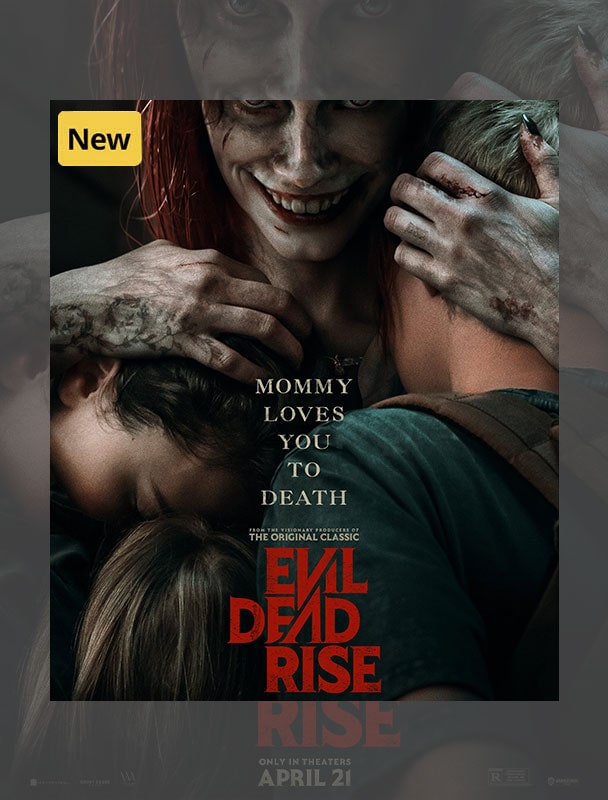 New
MOMMY
LOVES
YOU
TO
DEATH
FROM THE VISIONARY PRODUCERS OF
THE ORIGINAL CLASSIC
EVIL
DEAD
RISE
RISE
ONLY IN THEATERS
APRIL 21
R